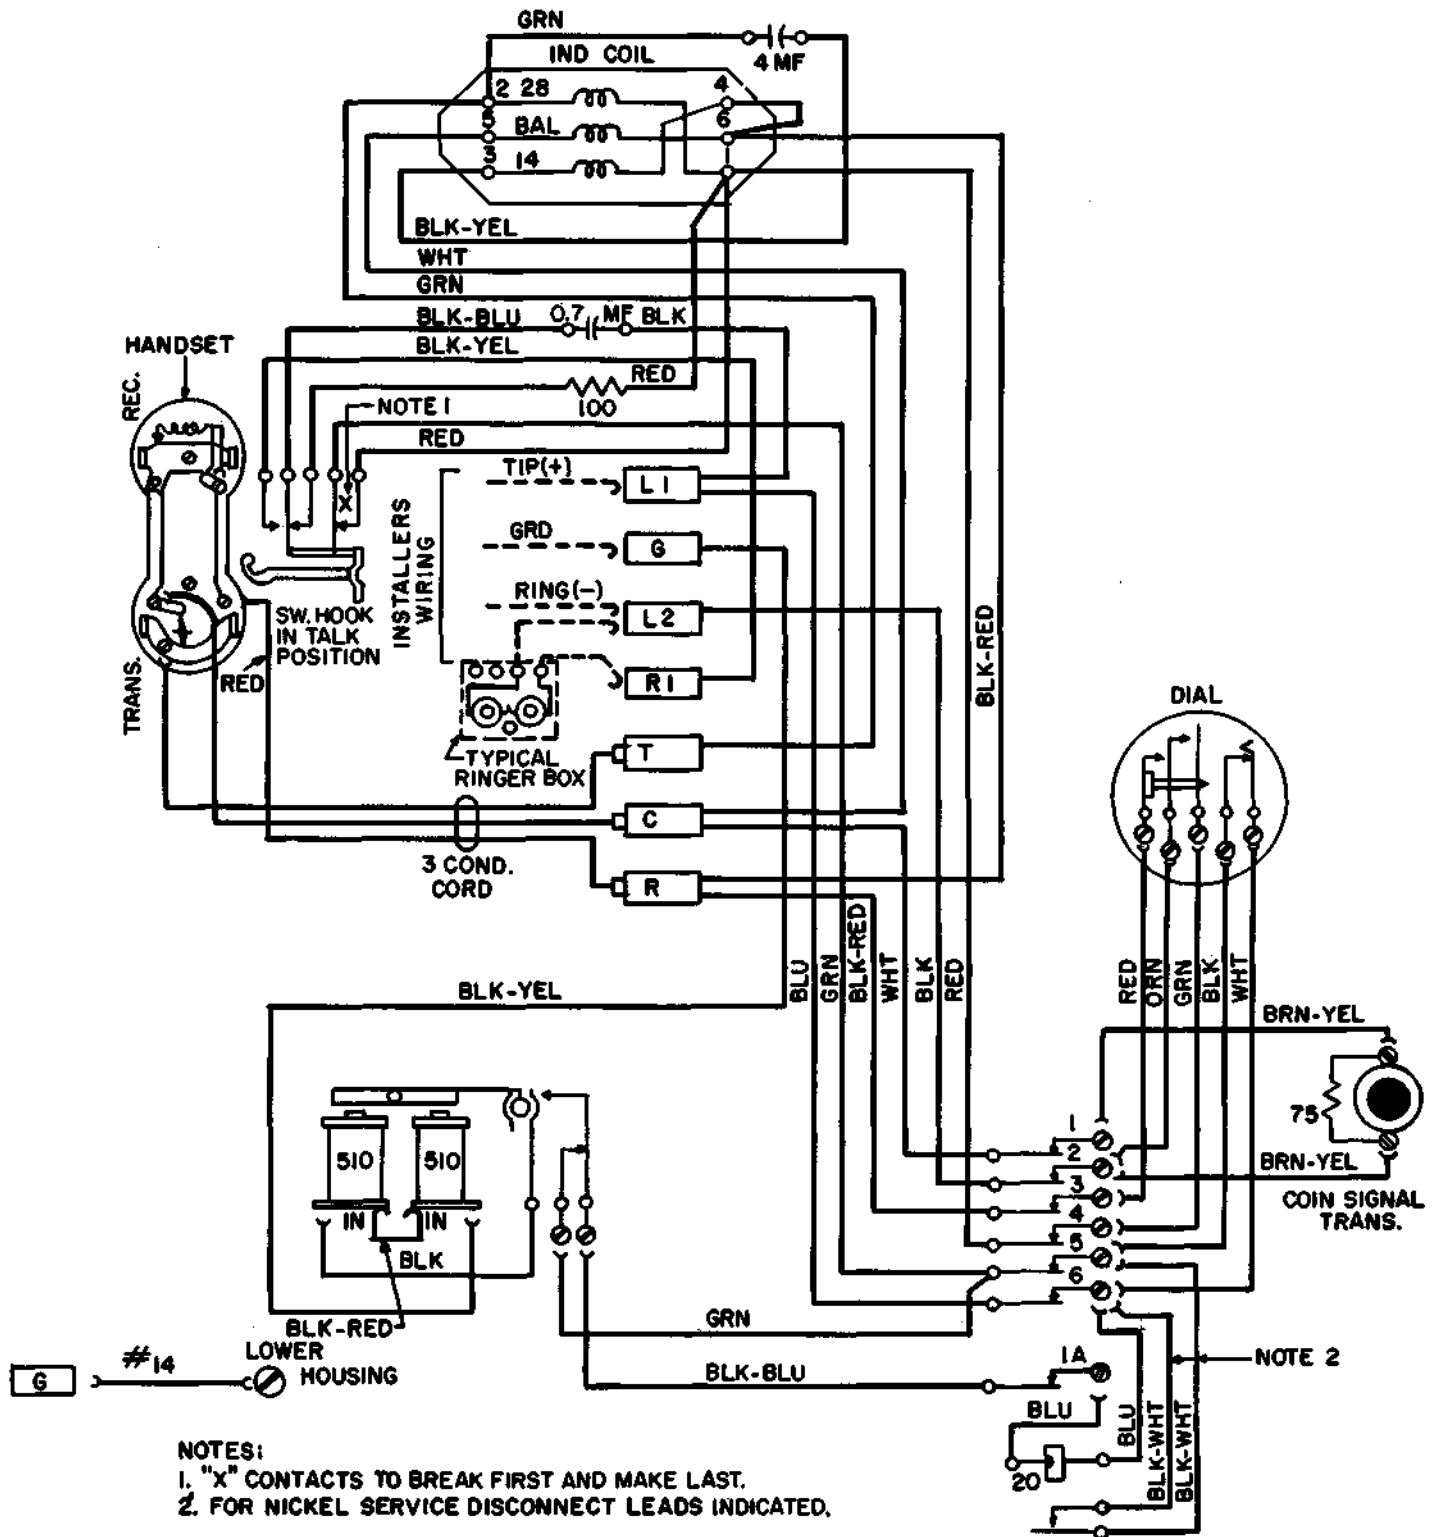 GRN
4 MF
IND COIL
2 28
4
5
BAL
6
3
14
BLK-YEL
WHT
GRN
BLK-BLU
0.7 MF
BLK
HANDSET
BLK-YEL
REC.
RED
100
NOTE 1
RED
X
TIP(+)
L1
INSTALLERS
WIRING
GRD
G
RING(-)
L2
SW. HOOK
IN TALK
POSITION
RED
TRANS.
R1
TYPICAL
RINGER BOX
T
C
3 COND.
CORD
R
BLK-RED
DIAL
BLU
GRN
BLK-RED
WHT
BLK
RED
RED
ORN
GRN
BLK
WHT
BLK-YEL
BRN-YEL
75
510
510
IN
IN
BLK
BLK-RED
1
2
3
4
5
6
BRN-YEL
COIN SIGNAL
TRANS.
GRN
LOWER
HOUSING
#14
G
BLK-BLU
1A
NOTE 2
BLU
BLU
BLK-WHT
BLK-WHT
20
NOTES:
1. "X" CONTACTS TO BREAK FIRST AND MAKE LAST.
2. FOR NICKEL SERVICE DISCONNECT LEADS INDICATED.